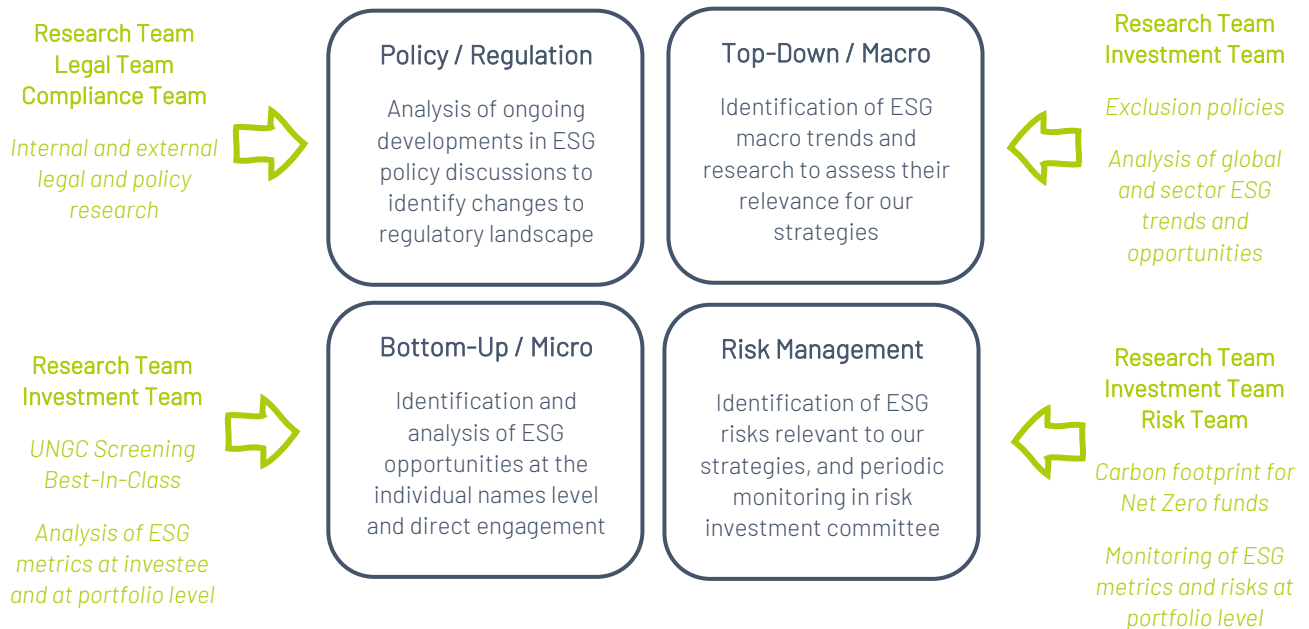 Research Team
Legal Team
Compliance Team
Internal and external
legal and policy
research
Policy / Regulation
Analysis of ongoing
developments in ESG
policy discussions to
identify changes to
regulatory landscape
Top-Down / Macro
Identification of ESG
macro trends and
research to assess their
relevance for our
strategies
Research Team
Investment Team
Exclusion policies
Analysis of global
and sector ESG
trends and
opportunities
Research Team
Investment Team
UNGC Screening
Best-In-Class
Analysis of ESG
metrics at investee
and at portfolio level
Bottom-Up / Micro
Identification and
analysis of ESG
opportunities at the
individual names level
and direct engagement
Risk Management
Identification of ESG
risks relevant to our
strategies, and periodic
monitoring in risk
investment committee
Research Team
Investment Team
Risk Team
Carbon footprint for
Net Zero funds
Monitoring of ESG
metrics and risks at
portfolio level